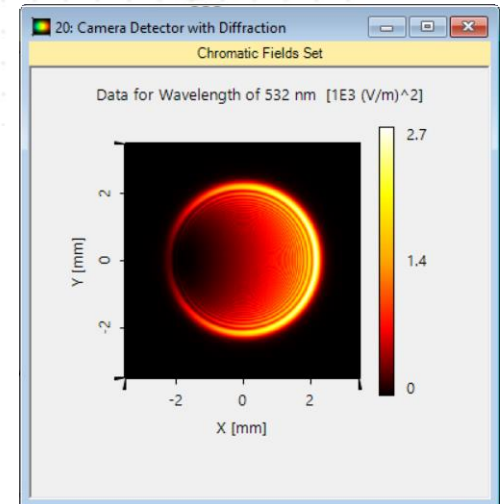 20: Camera Detector with Diffraction
Chromatic Fields Set
Data for Wavelength of 532 nm [1E3 (V/m)^2]
2.7
1.4
0
Y [mm]
2
0
-2
-2 0 2
X [mm]